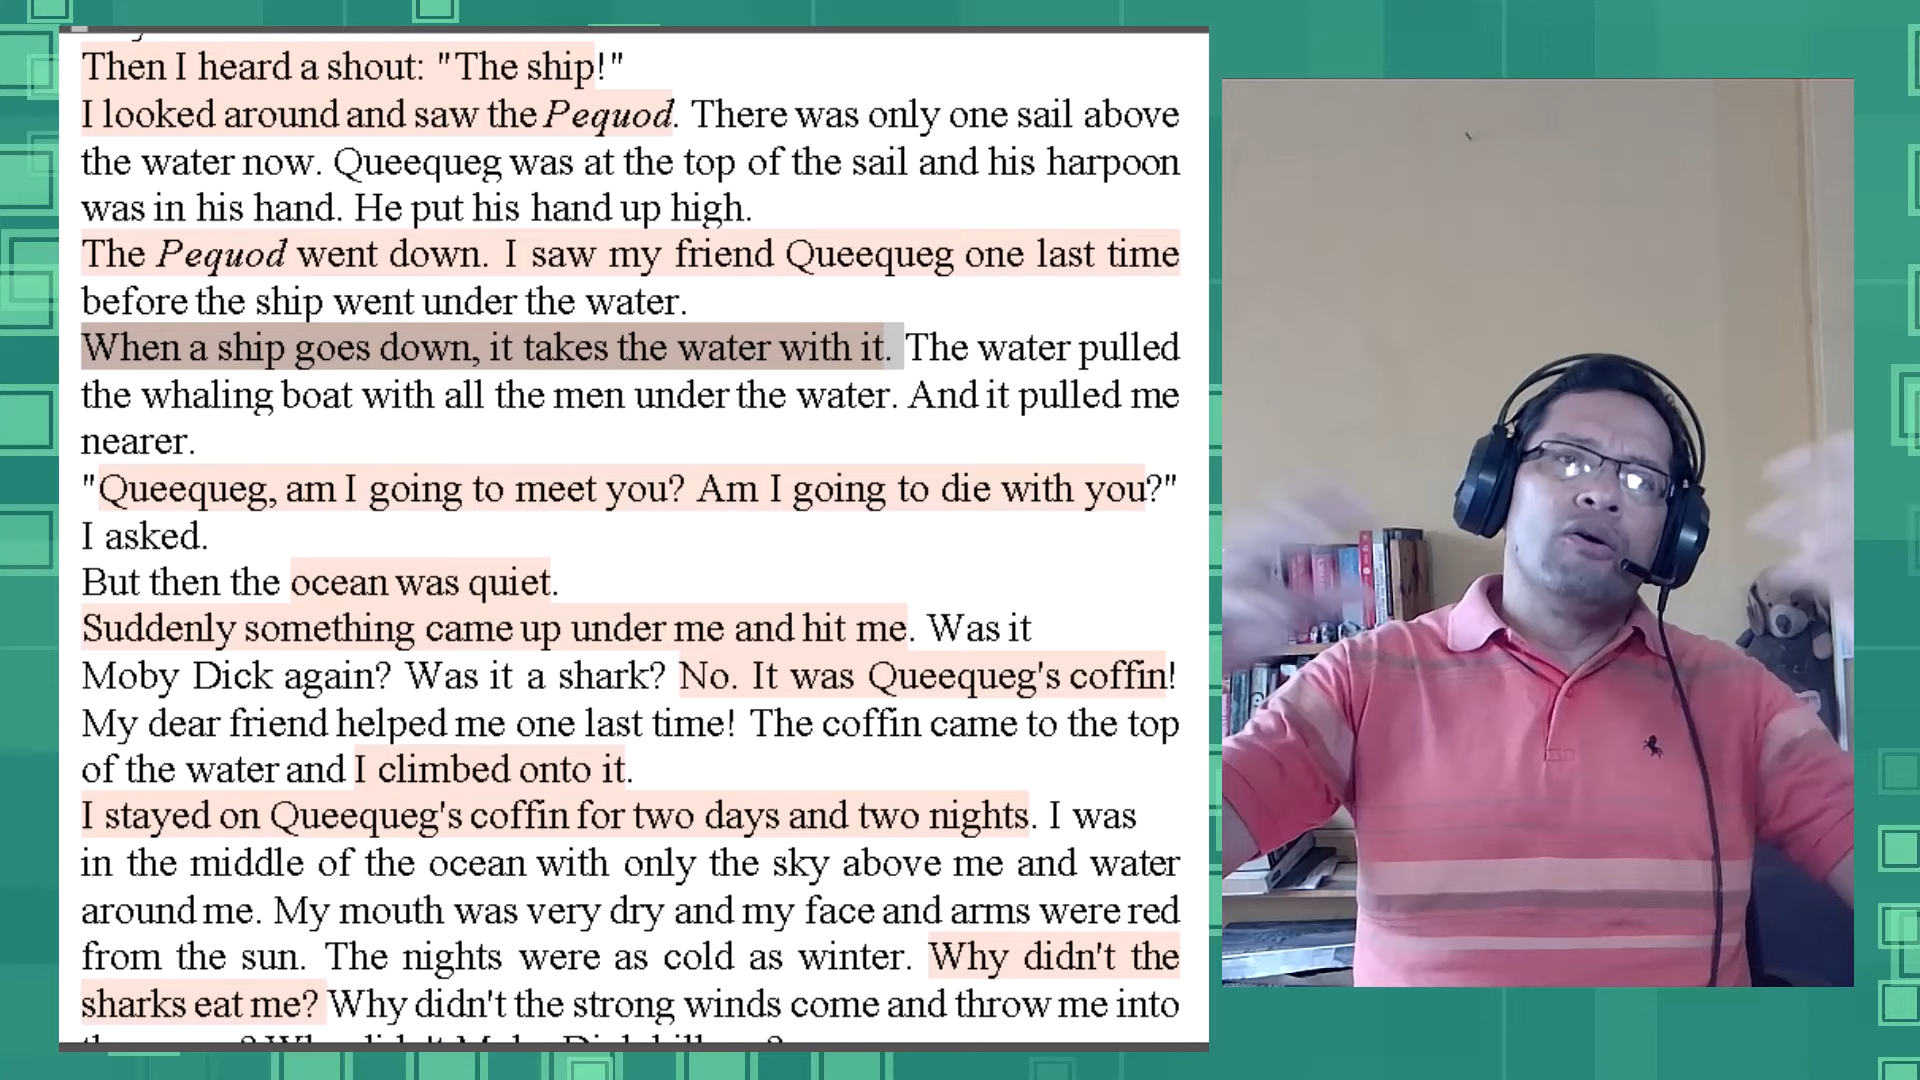 Then I heard a shout: "The ship!"
I looked around and saw the Pequod. There was only one sail above
the water now. Queequeg was at the top of the sail and his harpoon
was in his hand. He put his hand up high.
The Pequod went down. I saw my friend Queequeg one last time
before the ship went under the water.
When a ship goes down, it takes the water with it. The water pulled
the whaling boat with all the men under the water. And it pulled me
nearer.
"Queequeg, am I going to meet you? Am I going to die with you?"
I asked.
But then the ocean was quiet.
Suddenly something came up under me and hit me. Was it
Moby Dick again? Was it a shark? No. It was Queequeg's coffin!
My dear friend helped me one last time! The coffin came to the top
of the water and I climbed onto it.
I stayed on Queequeg's coffin for two days and two nights. I was
in the middle of the ocean with only the sky above me and water
around me. My mouth was very dry and my face and arms were red
from the sun. The nights were as cold as winter. Why didn't the
sharks eat me? Why didn't the strong winds come and throw me into